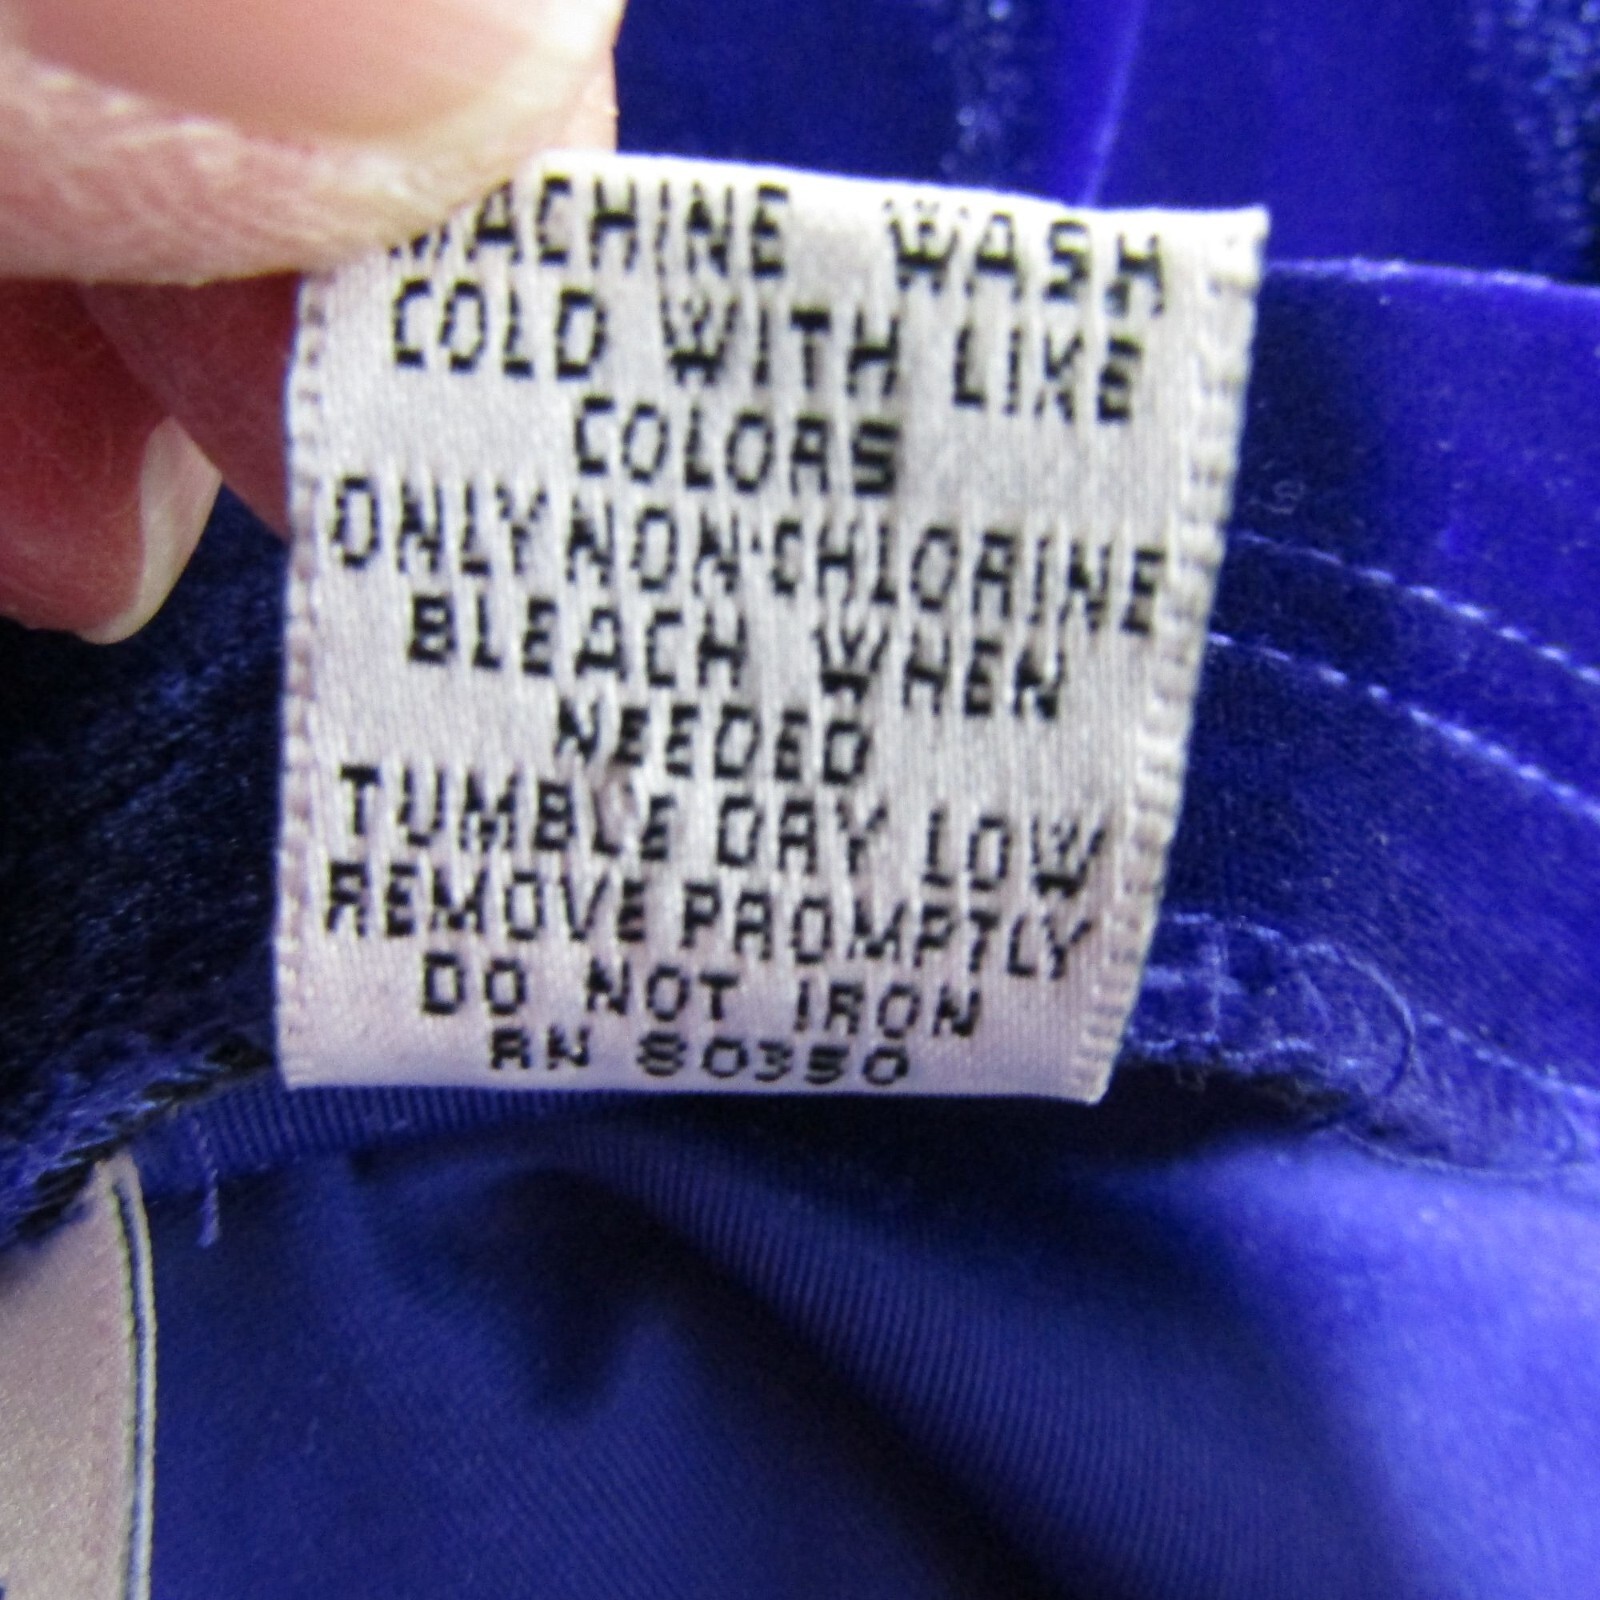 MACHINE WASH
COLD WITH LIKE
COLORS
ONLY NON-CHLORINE
BLEACH WHEN
NEEDED
TUMBLE DRY LOW
REMOVE PROMPTLY
DO NOT IRON
RN 80350